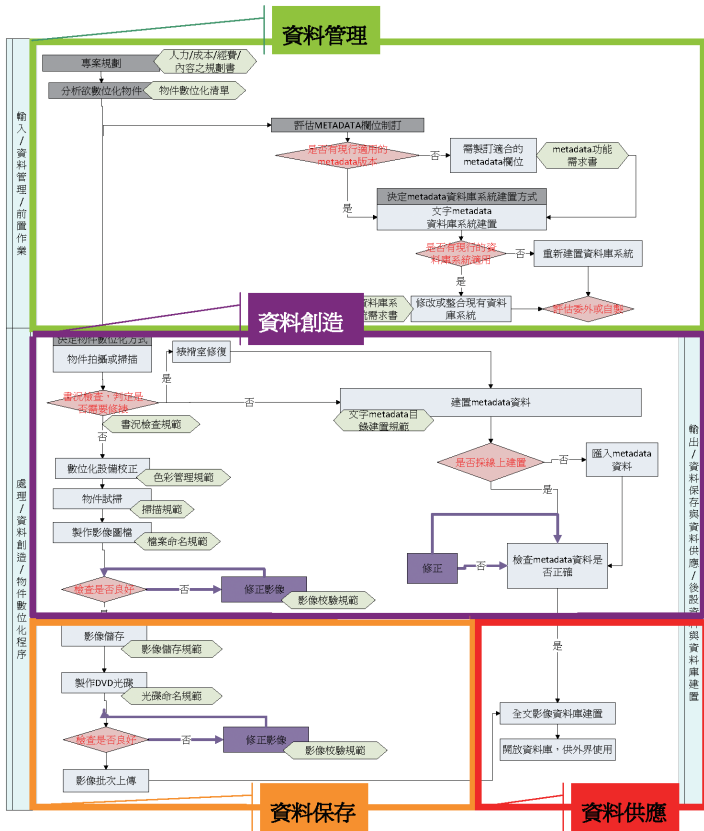 資料管理
專案規劃
人力/成本/經費/
內容之規劃書
分析欲數位化物件
物件數位化清單
輸入/資料管理/前置作業
評估METADATA欄位制訂
是否有現行適用的
metadata版本
否
需製訂適合的
metadata欄位
metadata功能
需求書
是
決定metadata資料庫系統建置方式
文字metadata
資料庫系統建置
是否有現行的資
料庫系統適用
否
重新建置資料庫系統
是
資料庫系
統需求書
修改或整合現有資料
庫系統
評估委外或自製
資料創造
決定物件數位化方式
物件拍攝或掃描
裱褙室修復
是
書況檢查，判定是
否需要修裱
否
建置metadata資料
書況檢查規範
文字metadata目
錄建置規範
否
是否採線上建置
否
匯入metadata
資料
數位化設備校正
色彩管理規範
是
物件試掃
掃描規範
製作影像圖檔
檔案命名規範
修正
否
檢查metadata資料是
否正確
檢查是否良好
否
修正影像
影像校驗規範
是
處理/資料創造/物件數位化程序
輸出/資料保存與資料供應/後設資料與資料庫建置
影像儲存
影像儲存規範
是
製作DVD光碟
光碟命名規範
全文影像資料庫建置
檢查是否良好
否
修正影像
影像校驗規範
開放資料庫，供外界使用
影像批次上傳
資料保存
資料供應